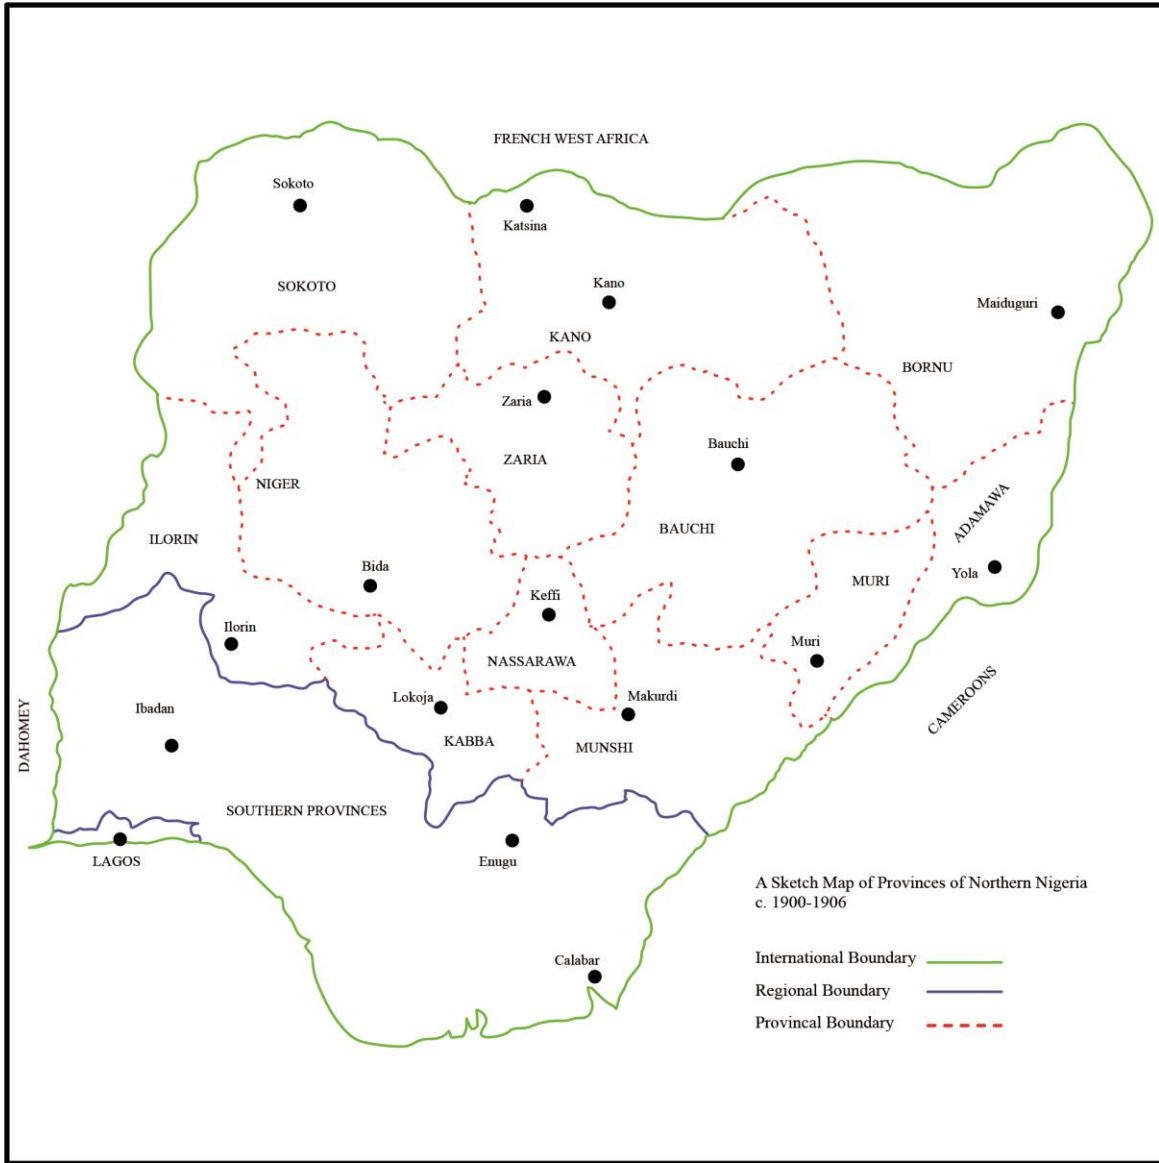 FRENCH WEST AFRICA
Sokoto
Katsina
SOKOTO
Kano
Maiduguri
KANO
BORNU
Zaria
Bauchi
ZARIA
NIGER
ADAMAWA
BAUCHI
ILORIN
Bida
MURI
Yola
Keffi
Ilorin
Muri
NASSARAWA
Lokoja
Makurdi
CAMEROONS
Ibadan
DAHOMEY
KABBA
MUNSHI
SOUTHERN PROVINCES
LAGOS
Enugu
A Sketch Map of Provinces of Northern Nigeria
c. 1900-1906
Calabar
International Boundary
Regional Boundary
Provincal Boundary